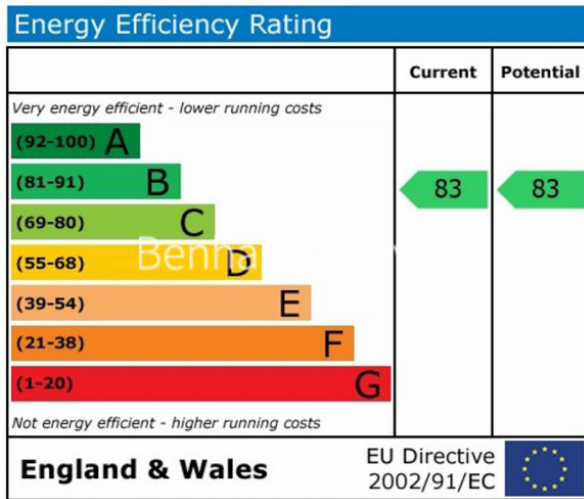 Energy Efficiency Rating
Current Potential
Very energy efficient - lower running costs
(92-100) A
(81-91) B 83 83
(69-80) C
(55-68) D
(39-54) E
(21-38) F
(1-20) G
Not energy efficient - higher running costs
England & Wales
EU Directive
2002/91/EC